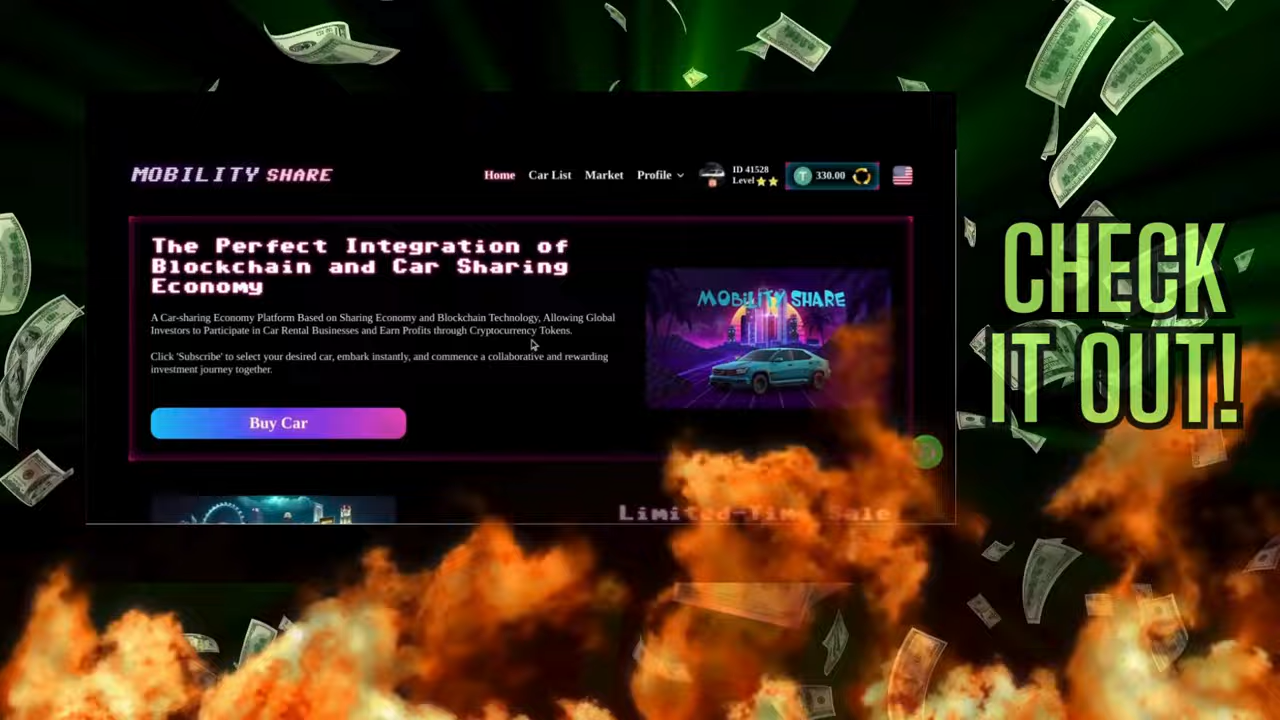 MOBILITY SHARE
Home Car List Market Profile
ID 41528
Level
330.00
The Perfect Integration of
Blockchain and Car Sharing
Economy
A Car-sharing Economy Platform Based on Sharing Economy and Blockchain Technology, Allowing Global
Investors to Participate in Car Rental Businesses and Earn Profits through Cryptocurrency Tokens.
Click 'Subscribe' to select your desired car, embark instantly, and commence a collaborative and rewarding
investment journey together.
Buy Car
MOBILITY SHARE
Limited-Time Sale
CHECK
IT OUT!